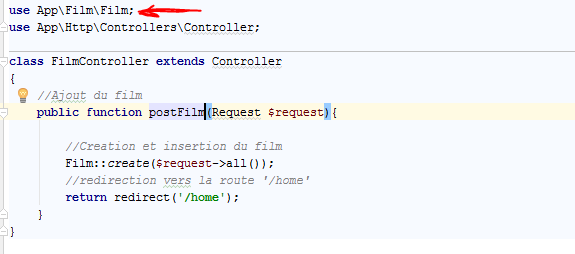 use App\Film\Film;
use App\Http\Controllers\Controller;
class FilmController extends Controller
{
//Ajout du film
public function postFilm(Request $request){
//Creation et insertion du film
Film::create($request->all());
//redirection vers la route '/home'
return redirect('/home');
}
}